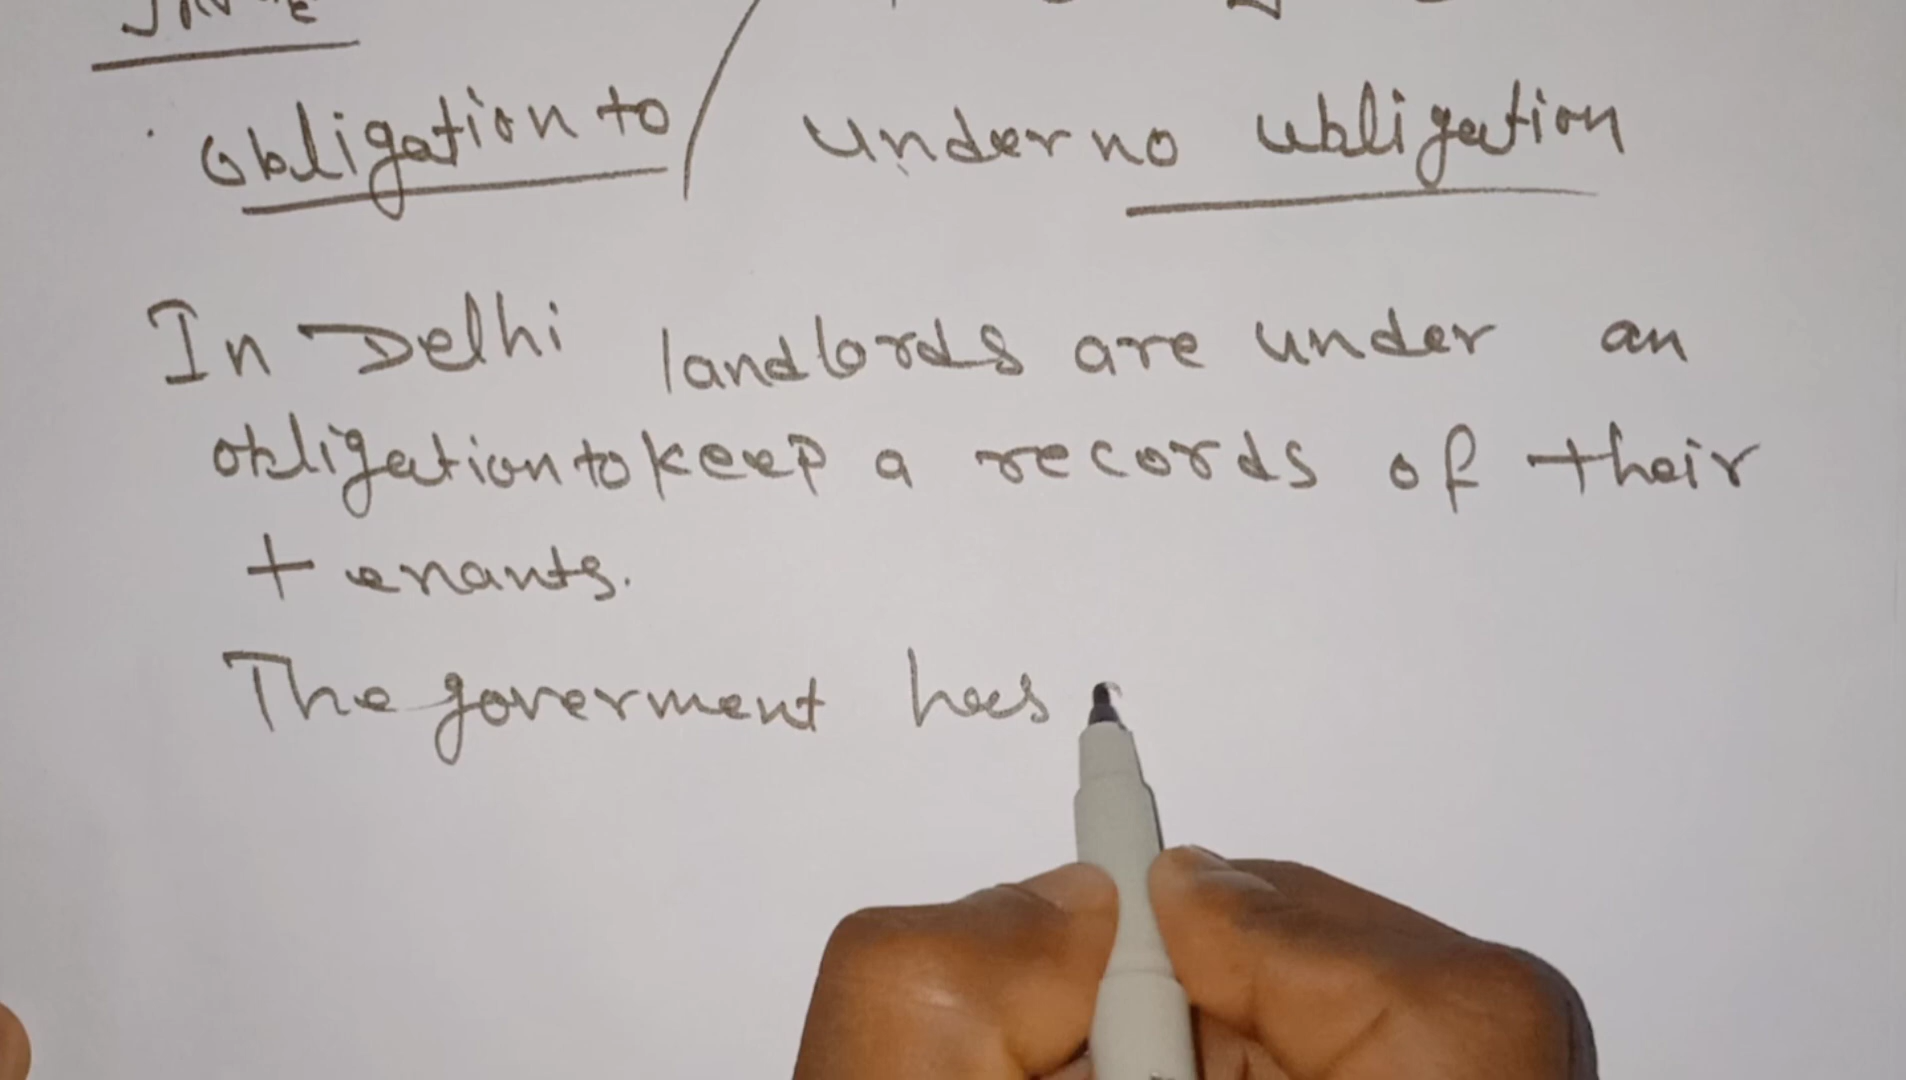 obligation to / under no obligation
In Delhi landlords are under an
obligation to keep a records of their
tenants.
The goverment has